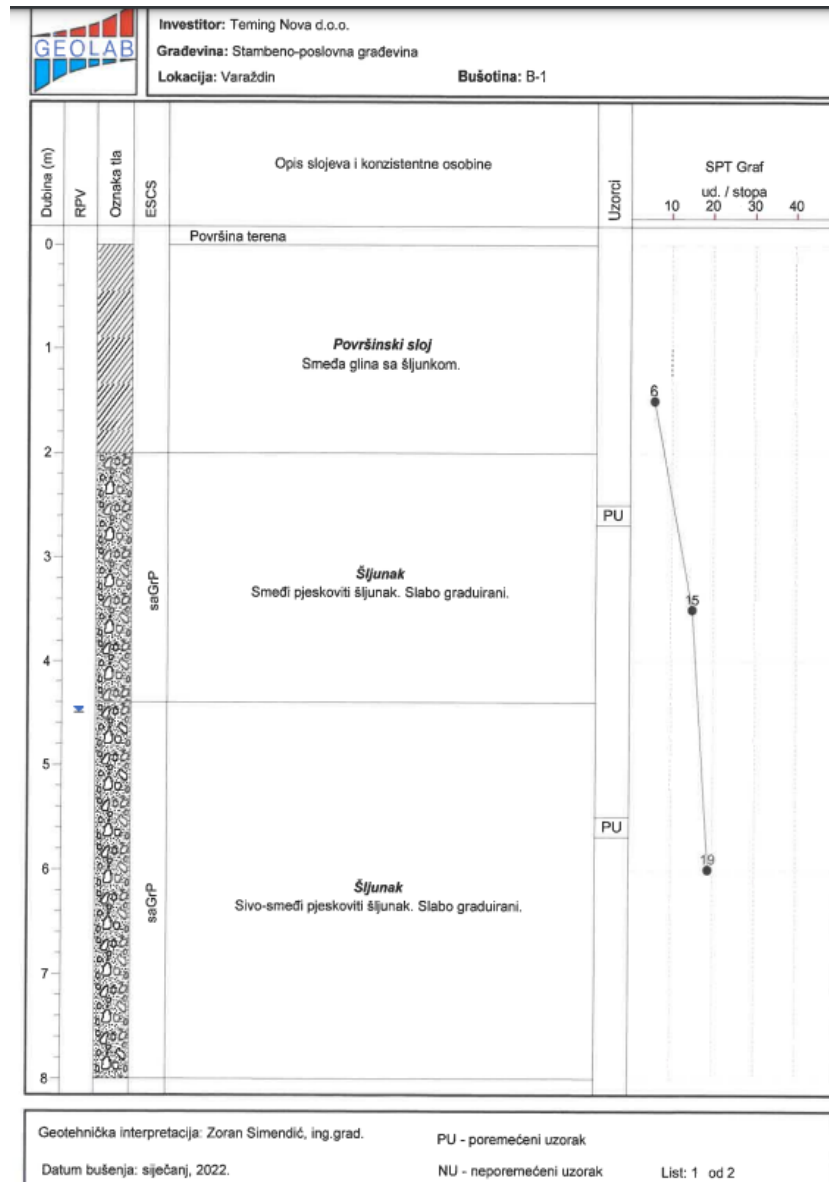 GEOLAB
Investitor: Teming Nova d.o.o.
Građevina: Stambeno-poslovna građevina
Lokacija: Varaždin
Bušotina: B-1
Dubina (m)
RPV
Oznaka tla
ESCS
Opis slojeva i konzistentne osobine
Uzorci
SPT Graf
ud. / stopa
10 20 30 40
Površina terena
0
Površinski sloj
Smeđa glina sa šljunkom.
1
6
2
PU
3
saGrP
Šljunak
Smeđi pjeskoviti šljunak. Slabo graduirani.
15
4
5
PU
6
19
saGrP
Šljunak
Sivo-smeđi pjeskoviti šljunak. Slabo graduirani.
7
8
Geotehnička interpretacija: Zoran Simendić, ing.grad.
PU - poremećeni uzorak
Datum bušenja: siječanj, 2022.
NU - neporemećeni uzorak
List: 1 od 2